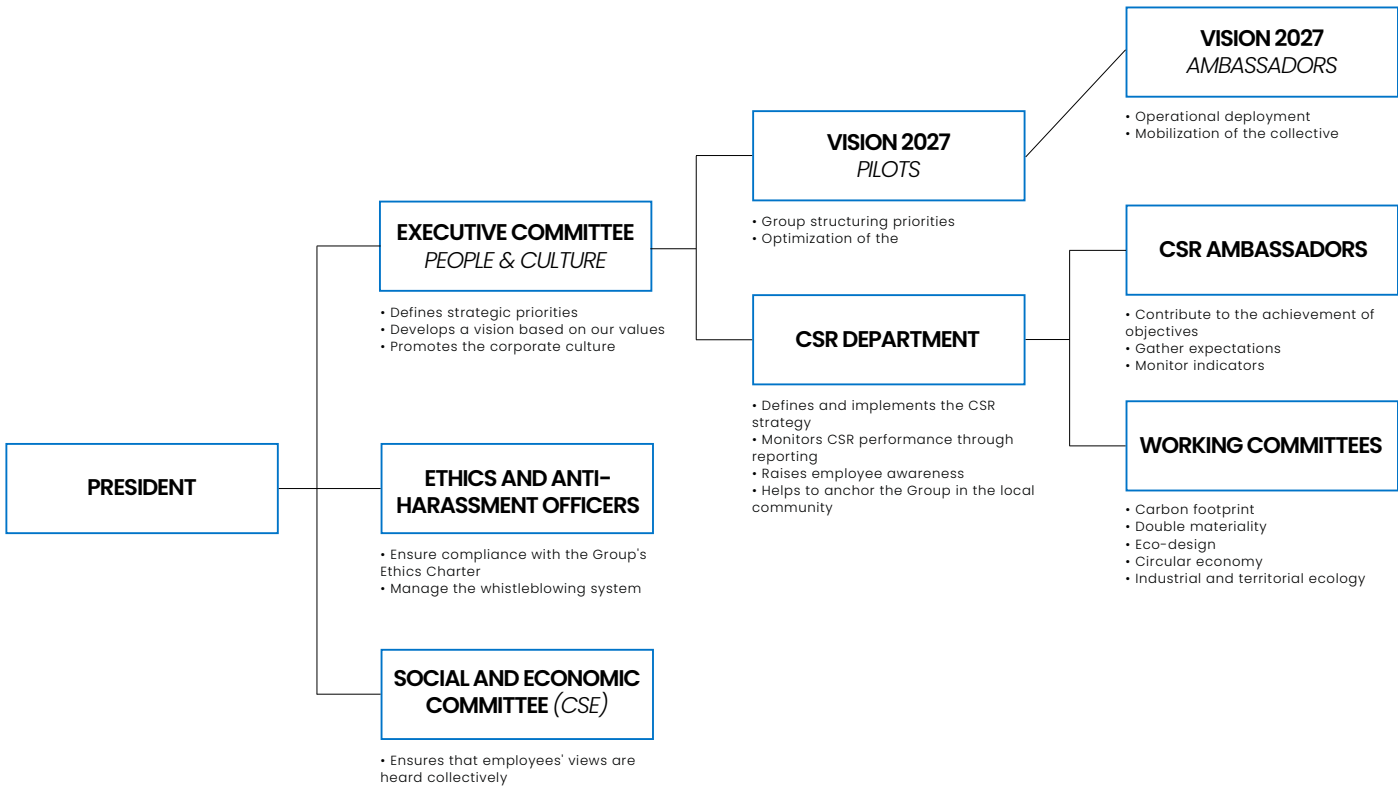 PRESIDENT
EXECUTIVE COMMITTEE
PEOPLE & CULTURE
• Defines strategic priorities
• Develops a vision based on our values
• Promotes the corporate culture
ETHICS AND ANTI-
HARASSMENT OFFICERS
• Ensure compliance with the Group's
Ethics Charter
• Manage the whistleblowing system
SOCIAL AND ECONOMIC
COMMITTEE (CSE)
• Ensures that employees' views are
heard collectively
VISION 2027
PILOTS
• Group structuring priorities
• Optimization of the
CSR DEPARTMENT
• Defines and implements the CSR
strategy
• Monitors CSR performance through
reporting
• Raises employee awareness
• Helps to anchor the Group in the local
community
VISION 2027
AMBASSADORS
• Operational deployment
• Mobilization of the collective
CSR AMBASSADORS
• Contribute to the achievement of
objectives
• Gather expectations
• Monitor indicators
WORKING COMMITTEES
• Carbon footprint
• Double materiality
• Eco-design
• Circular economy
• Industrial and territorial ecology